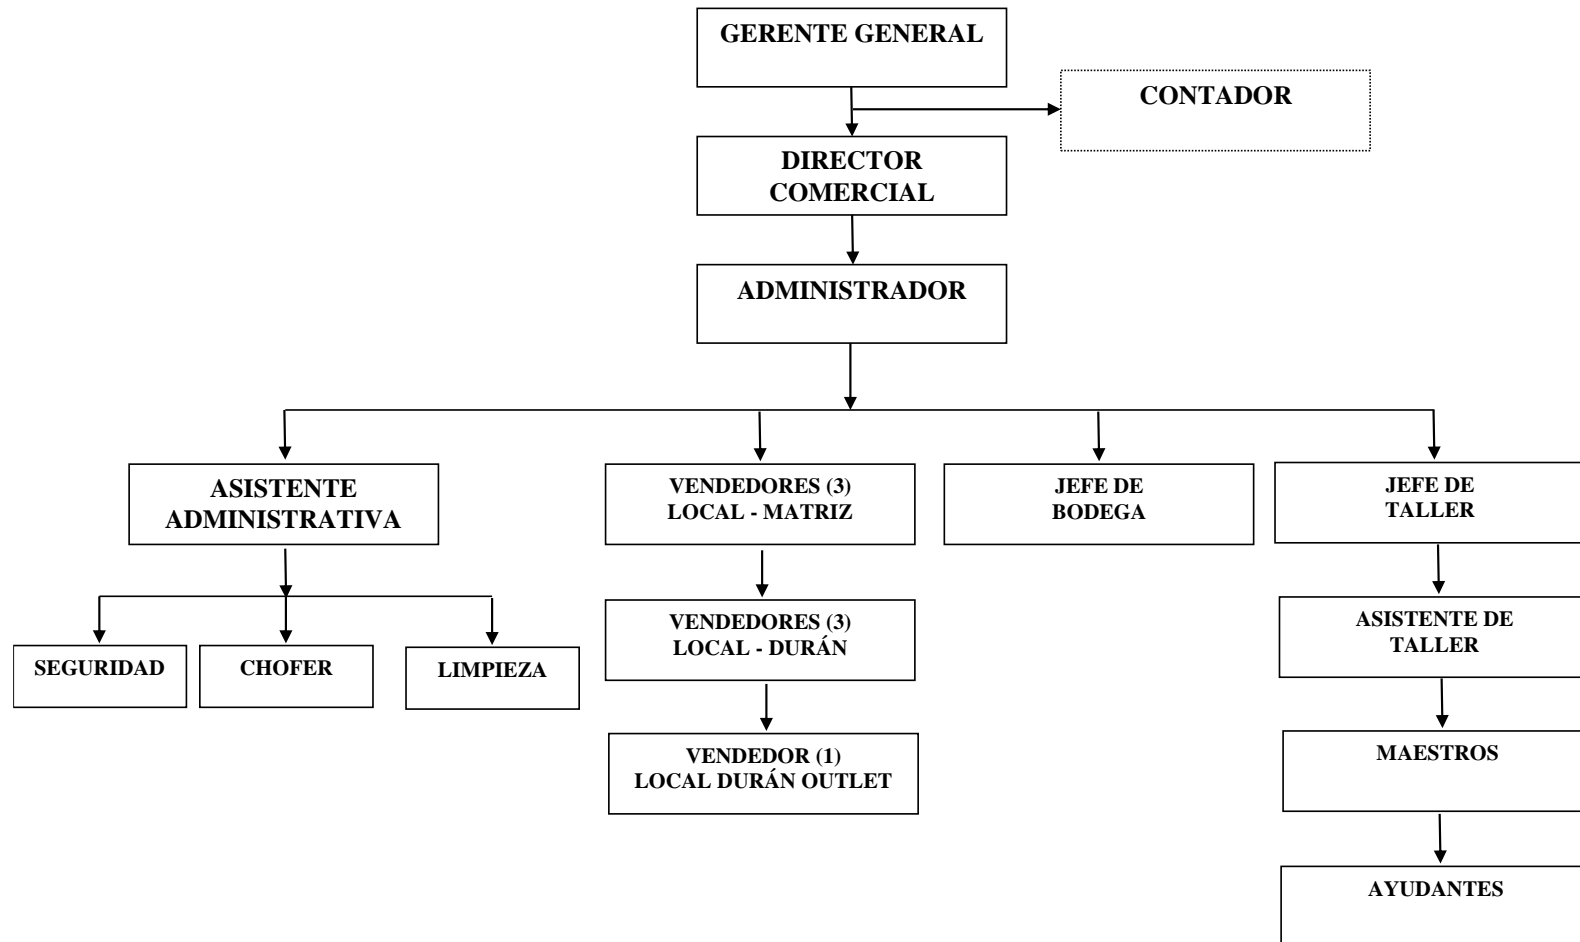 GERENTE GENERAL
CONTADOR
DIRECTOR
COMERCIAL
ADMINISTRADOR
ASISTENTE
ADMINISTRATIVA
VENDEDORES (3)
LOCAL - MATRIZ
JEFE DE
BODEGA
JEFE DE
TALLER
VENDEDORES (3)
LOCAL - DURÁN
ASISTENTE DE
TALLER
SEGURIDAD
CHOFER
LIMPIEZA
VENDEDOR (1)
LOCAL DURÁN OUTLET
MAESTROS
AYUDANTES